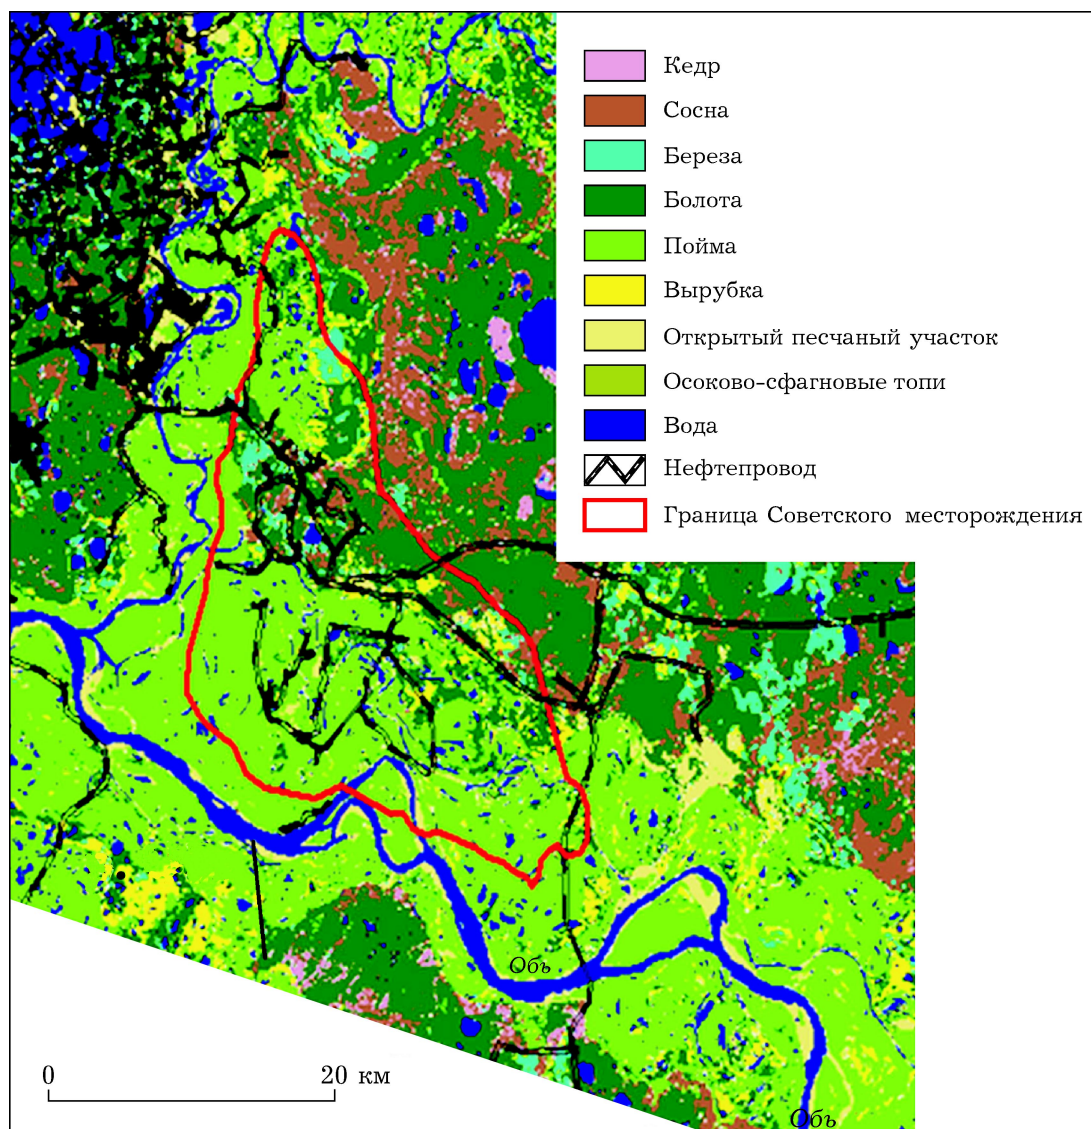 Кедр
Сосна
Береза
Болота
Пойма
Вырубка
Открытый песчаный участок
Осоково-сфагновые топи
Вода
Нефтепровод
Граница Советского месторождения
Обь
0 20 км
Обь